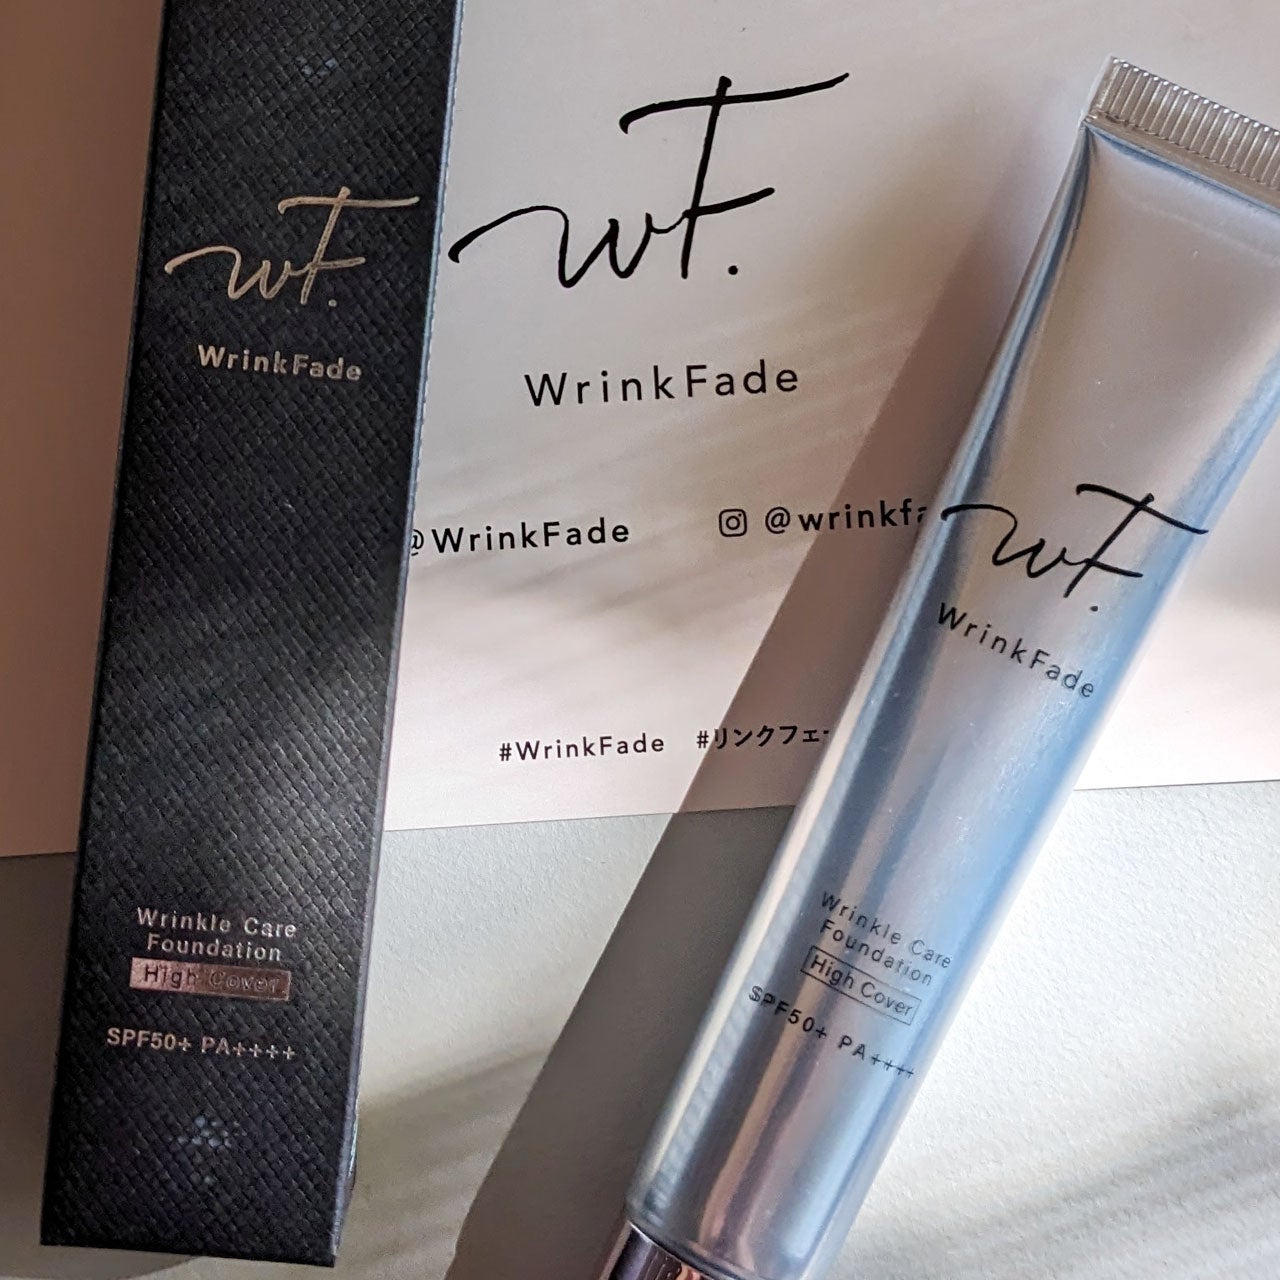 wF.
WrinkFade
Wrinkle Care
Foundation
High Cover
SPF50+ PA++++
wF.
WrinkFade
@WrinkFade
@wrinkfa
#WrinkFade #リンクフェー
wF.
WrinkFade
Wrinkle Care
Foundation
High Cover
SPF50+ PA++++